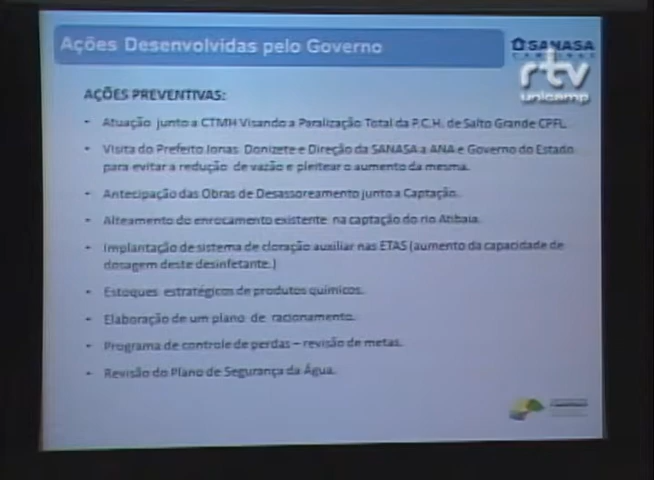 Ações Desenvolvidas pelo Governo
SANASA
CAMPINAS
rtv
unicamp
AÇÕES PREVENTIVAS:
• Atuação junto a CTMH Visando a Paralização Total da P.C.H. de Salto Grande CPFL.
• Visita do Prefeito Jonas Donizete e Direção da SANASA a ANA e Governo do Estado
para evitar a redução de vazão e pleitear o aumento da mesma.
• Antecipação das Obras de Desassoreamento junto a Captação.
• Alteamento do enrocamento existente na captação do rio Atibaia.
• Implantação de sistema de cloração auxiliar nas ETAS (aumento da capacidade de
dosagem deste desinfetante.)
• Estoques estratégicos de produtos químicos.
• Elaboração de um plano de racionamento.
• Programa de controle de perdas – revisão de metas.
• Revisão do Plano de Segurança da Água.